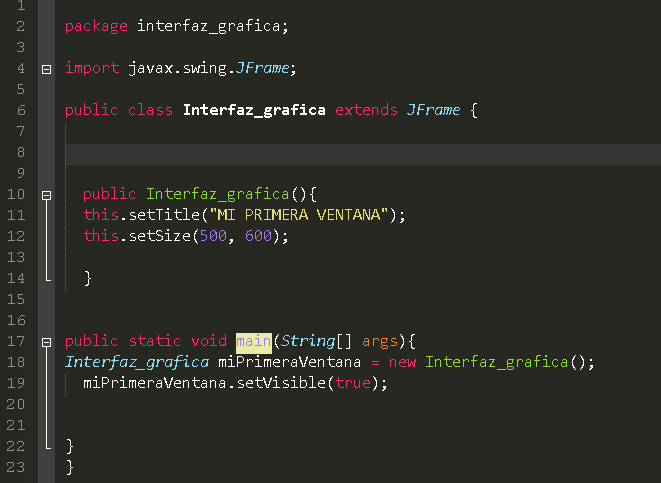 1
2 package interfaz_grafica;
3
4 import javax.swing.JFrame;
5
6 public class Interfaz_grafica extends JFrame {
7
8
9
10 public Interfaz_grafica(){
11 this.setTitle("MI PRIMERA VENTANA");
12 this.setSize(500, 600);
13
14 }
15
16
17 public static void main(String[] args){
18 Interfaz_grafica miPrimeraVentana = new Interfaz_grafica();
19 miPrimeraVentana.setVisible(true);
20
21
22 }
23 }